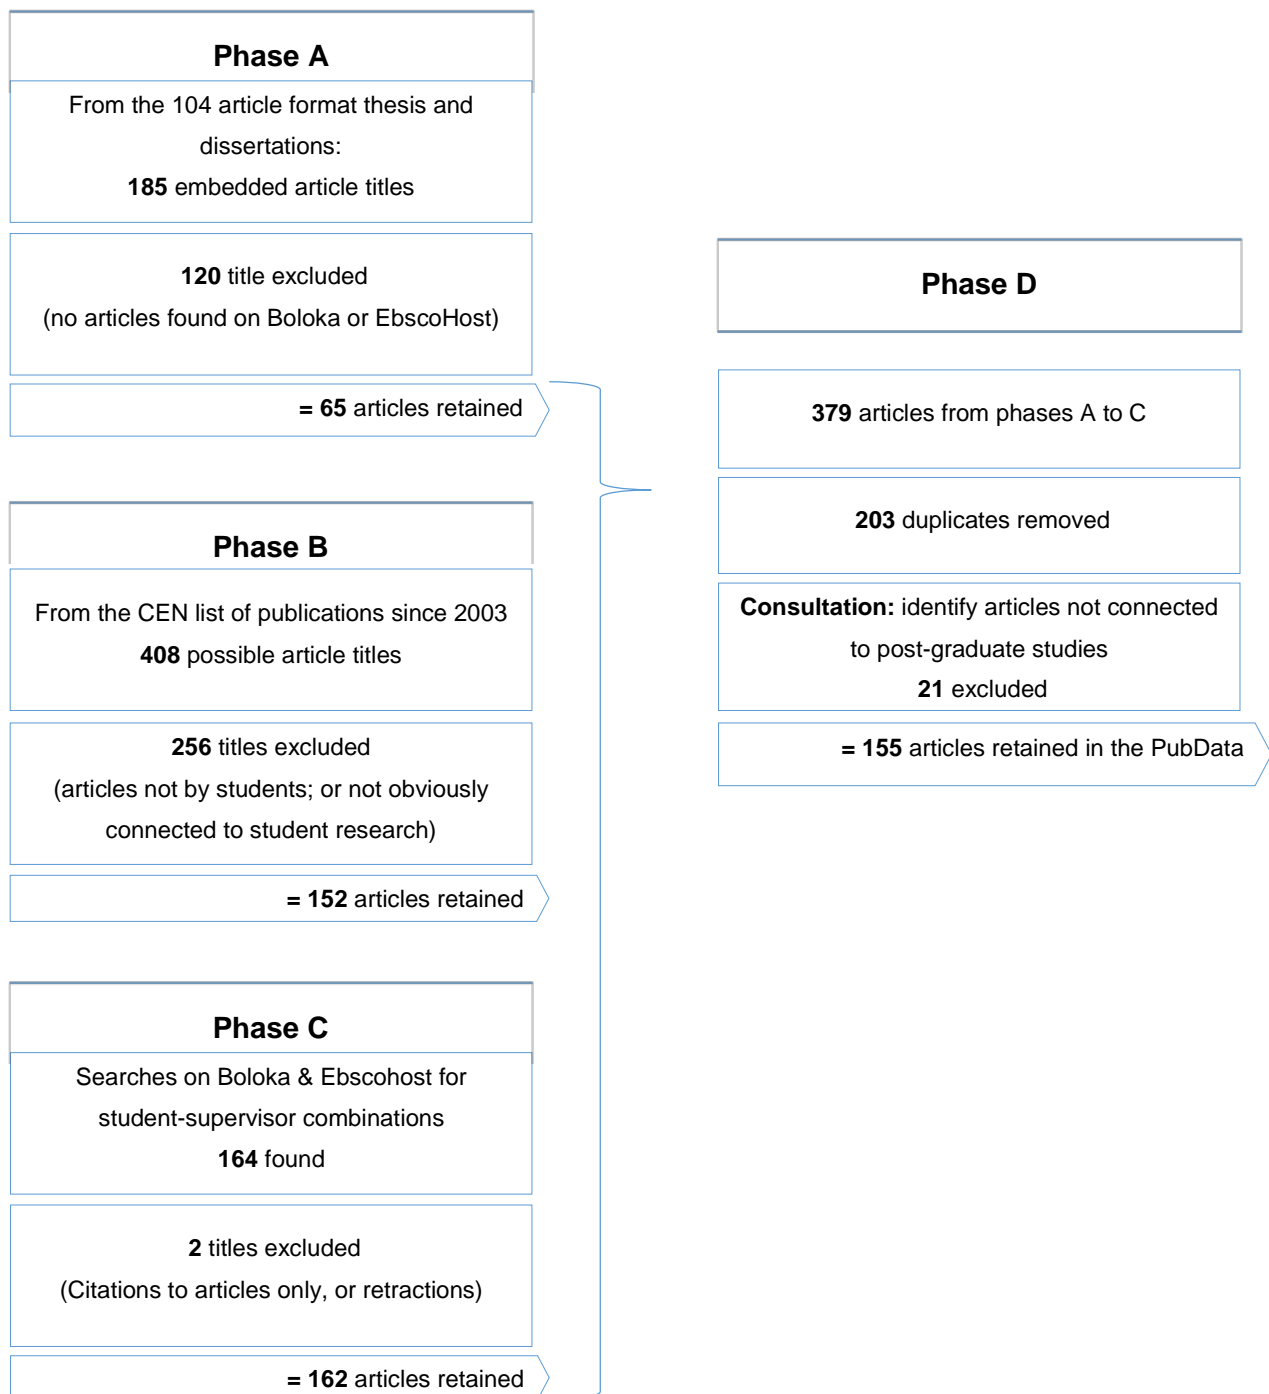 Phase A
From the 104 article format thesis and
dissertations:
185 embedded article titles
120 title excluded
(no articles found on Boloka or EbscoHost)
= 65 articles retained
Phase B
From the CEN list of publications since 2003
408 possible article titles
256 titles excluded
(articles not by students; or not obviously
connected to student research)
= 152 articles retained
Phase C
Searches on Boloka & Ebscohost for
student-supervisor combinations
164 found
2 titles excluded
(Citations to articles only, or retractions)
= 162 articles retained
Phase D
379 articles from phases A to C
203 duplicates removed
Consultation: identify articles not connected
to post-graduate studies
21 excluded
= 155 articles retained in the PubData